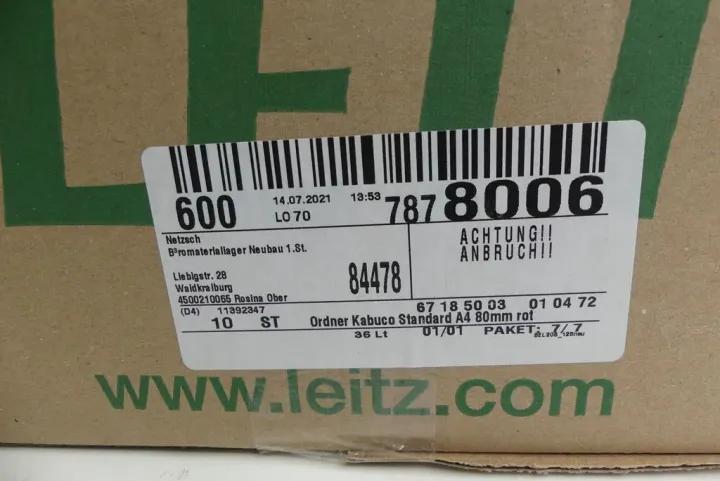 LEITZ
600 14.07.2021 13:53 787 8006
LO 70
Netzsch
B³romateriallager Neubau 1.St.
ACHTUNG!!
ANBRUCH!!
Liebigstr. 28
Waldkraiburg 84478
4500210065 Rosina Ober
(D4) 11392347 67 18 50 03 01 04 72
10 ST Ordner Kabuco Standard A4 80mm rot
36 Lt 01/01 PAKET: 7/7
www.leitz.com